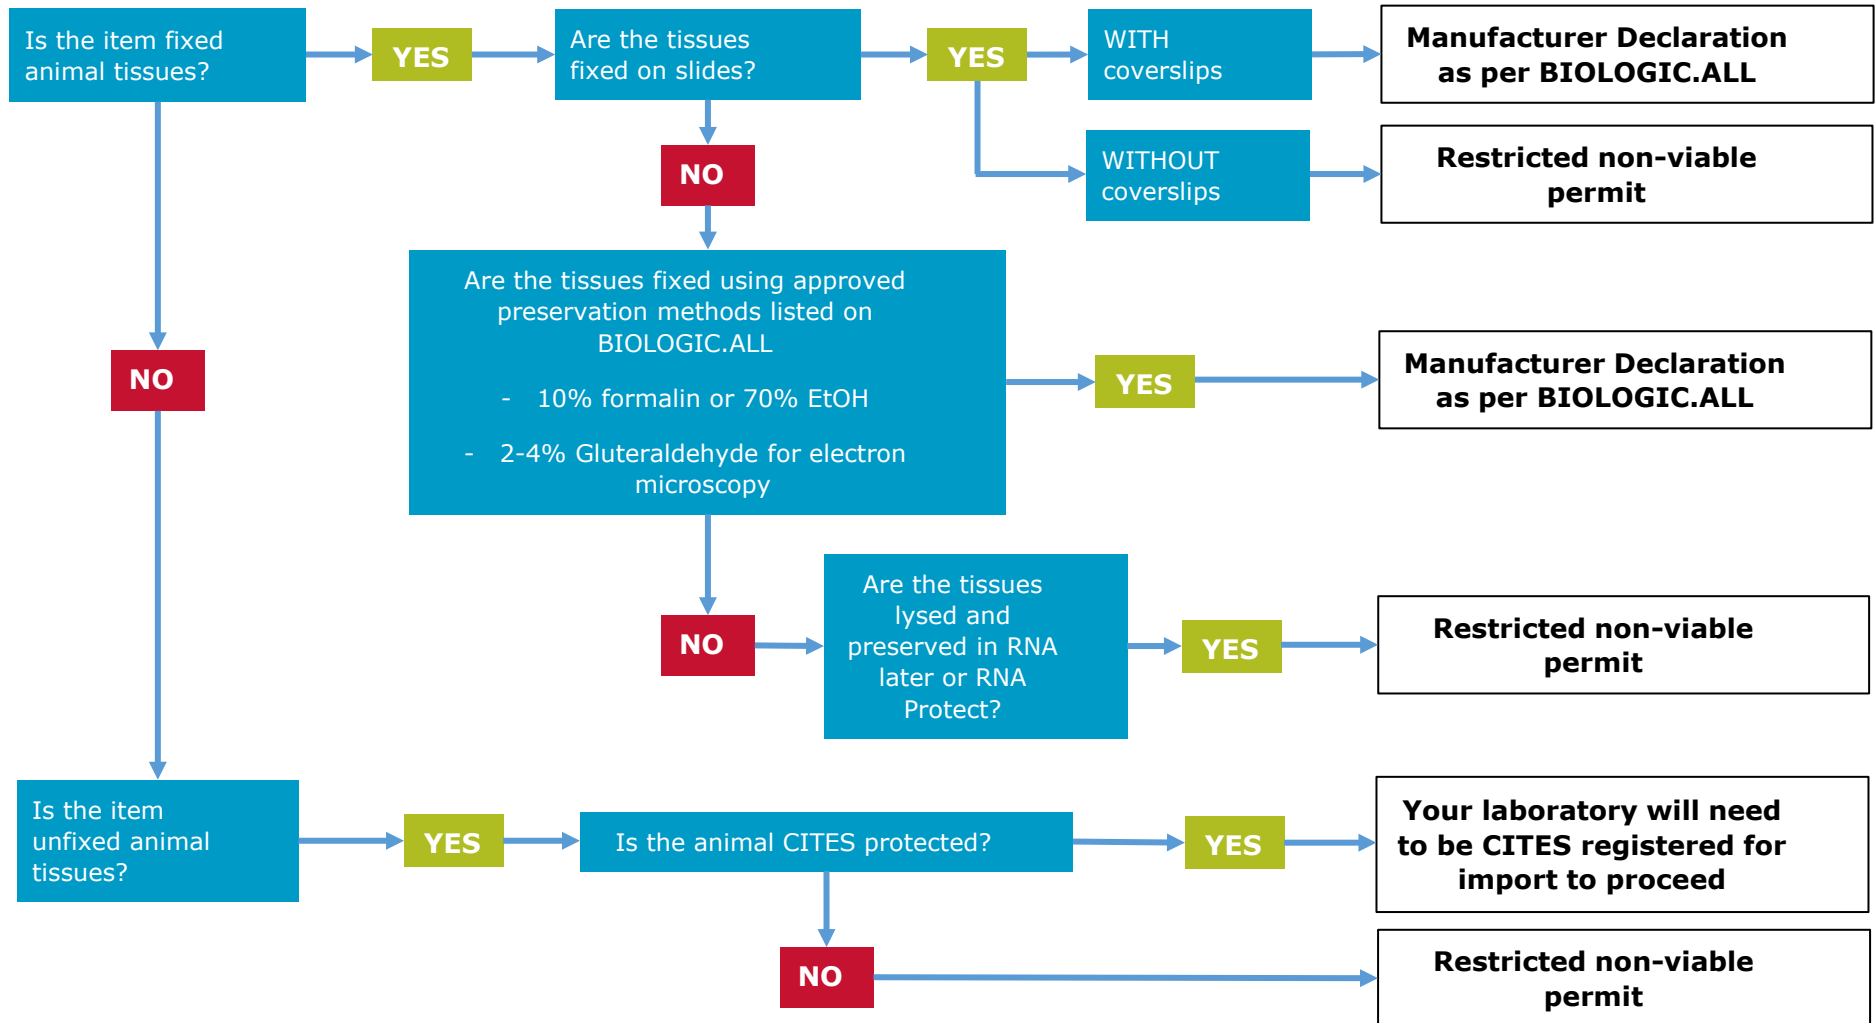 Is the item fixed
animal tissues?
YES
Are the tissues
fixed on slides?
YES
WITH
coverslips
Manufacturer Declaration
as per BIOLOGIC.ALL
WITHOUT
coverslips
Restricted non-viable
permit
NO
Are the tissues fixed using approved
preservation methods listed on
BIOLOGIC.ALL
- 10% formalin or 70% EtOH
- 2-4% Gluteraldehyde for electron
microscopy
YES
Manufacturer Declaration
as per BIOLOGIC.ALL
NO
NO
Are the tissues
lysed and
preserved in RNA
later or RNA
Protect?
YES
Restricted non-viable
permit
Is the item
unfixed animal
tissues?
YES
Is the animal CITES protected?
YES
Your laboratory will need
to be CITES registered for
import to proceed
NO
Restricted non-viable
permit